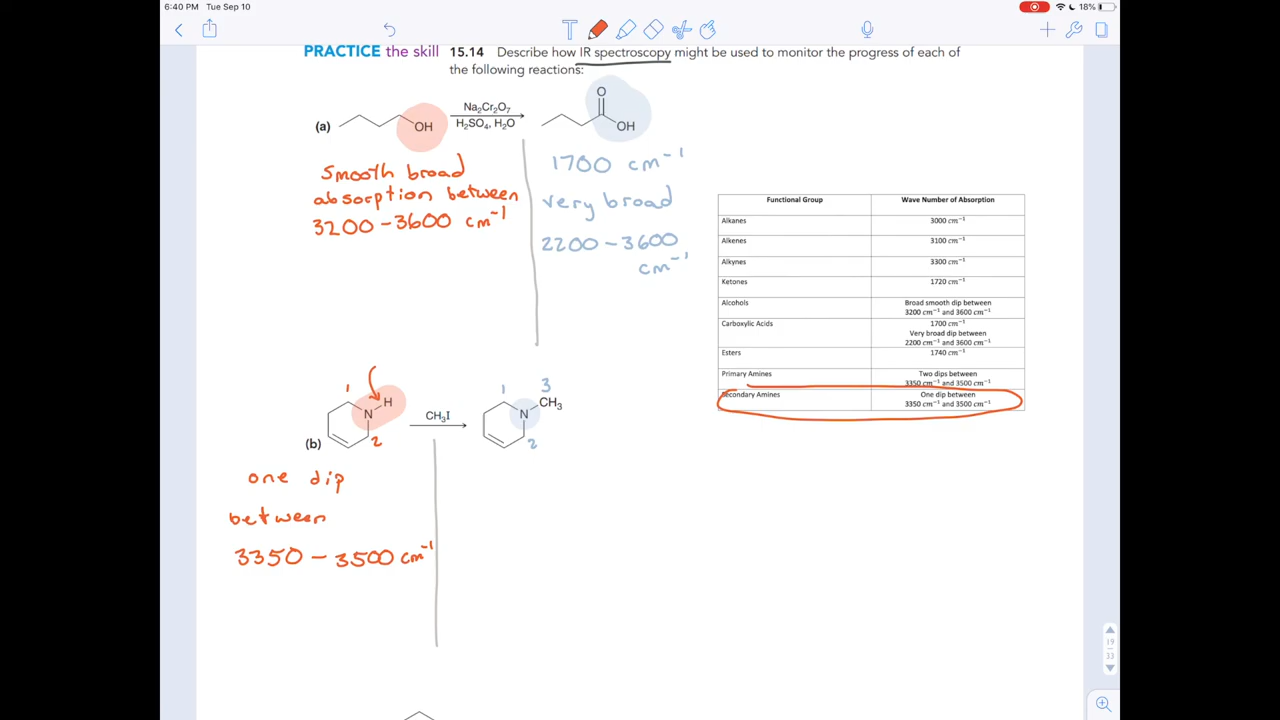 6:40 PM Tue Sep 10
18%
PRACTICE the skill 15.14 Describe how IR spectroscopy might be used to monitor the progress of each of
the following reactions:
(a) OH
Na₂Cr₂O₇
H₂SO₄, H₂O
O
OH
smooth broad
absorption between
3200 – 3600 cm⁻¹
1700 cm⁻¹
very broad
2200 – 3600
cm⁻¹
Functional Group Wave Number of Absorption
Alkanes 3000 cm⁻¹
Alkenes 3100 cm⁻¹
Alkynes 3300 cm⁻¹
Ketones 1720 cm⁻¹
Alcohols Broad smooth dip between
3200 cm⁻¹ and 3600 cm⁻¹
Carboxylic Acids 1700 cm⁻¹
Very broad dip between
2200 cm⁻¹ and 3600 cm⁻¹
Esters 1740 cm⁻¹
Primary Amines Two dips between
3350 cm⁻¹ and 3500 cm⁻¹
Secondary Amines One dip between
3350 cm⁻¹ and 3500 cm⁻¹
1
H
N
2
(b)
CH₃I
1
3
N
CH₃
2
one dip
between
3350 – 3500 cm⁻¹
19
33